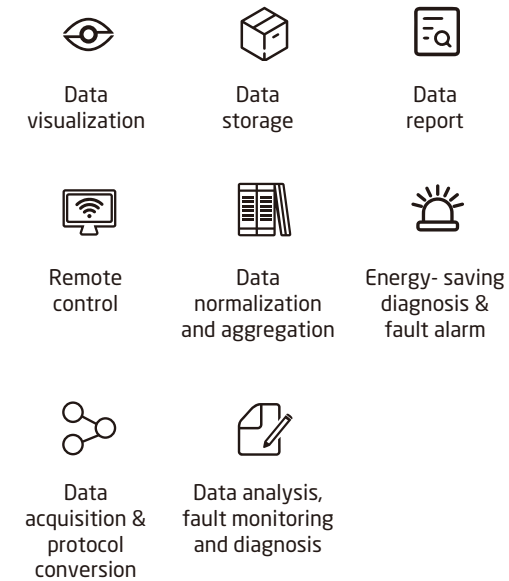 Data
visualization
Data
storage
Data
report
Remote
control
Data
normalization
and aggregation
Energy- saving
diagnosis &
fault alarm
Data
acquisition &
protocol
conversion
Data analysis,
fault monitoring
and diagnosis